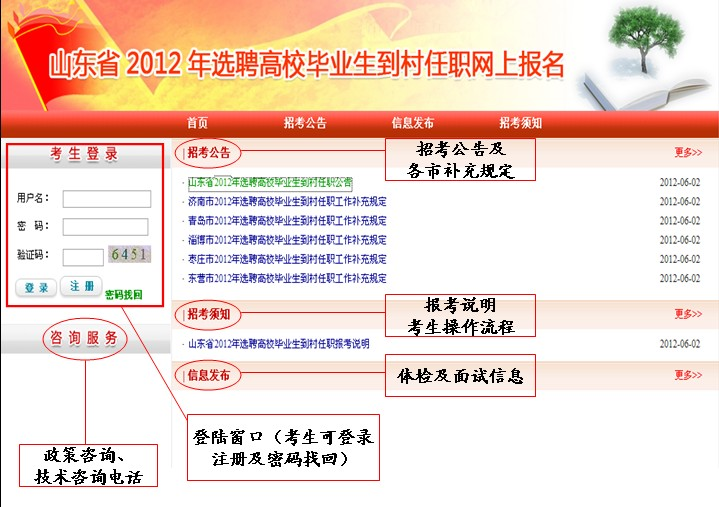 山东省 2012 年选聘高校毕业生到村任职网上报名
首页 招考公告 信息发布 招考须知
考生登录
用户名：
密 码：
验证码： 6451
登录 注册 密码找回
咨询服务
招考公告 更多>>
招考公告及
各市补充规定
· 山东省2012年选聘高校毕业生到村任职公告 2012-06-02
· 济南市2012年选聘高校毕业生到村任职工作补充规定 2012-06-02
· 青岛市2012年选聘高校毕业生到村任职工作补充规定 2012-06-02
· 淄博市2012年选聘高校毕业生到村任职工作补充规定 2012-06-02
· 枣庄市2012年选聘高校毕业生到村任职工作补充规定 2012-06-02
· 东营市2012年选聘高校毕业生到村任职工作补充规定 2012-06-02
招考须知 更多>>
报考说明
考生操作流程
· 山东省2012年选聘高校毕业生到村任职报考说明 2012-06-02
信息发布 更多>>
体检及面试信息
登陆窗口（考生可登录
注册及密码找回）
政策咨询、
技术咨询电话